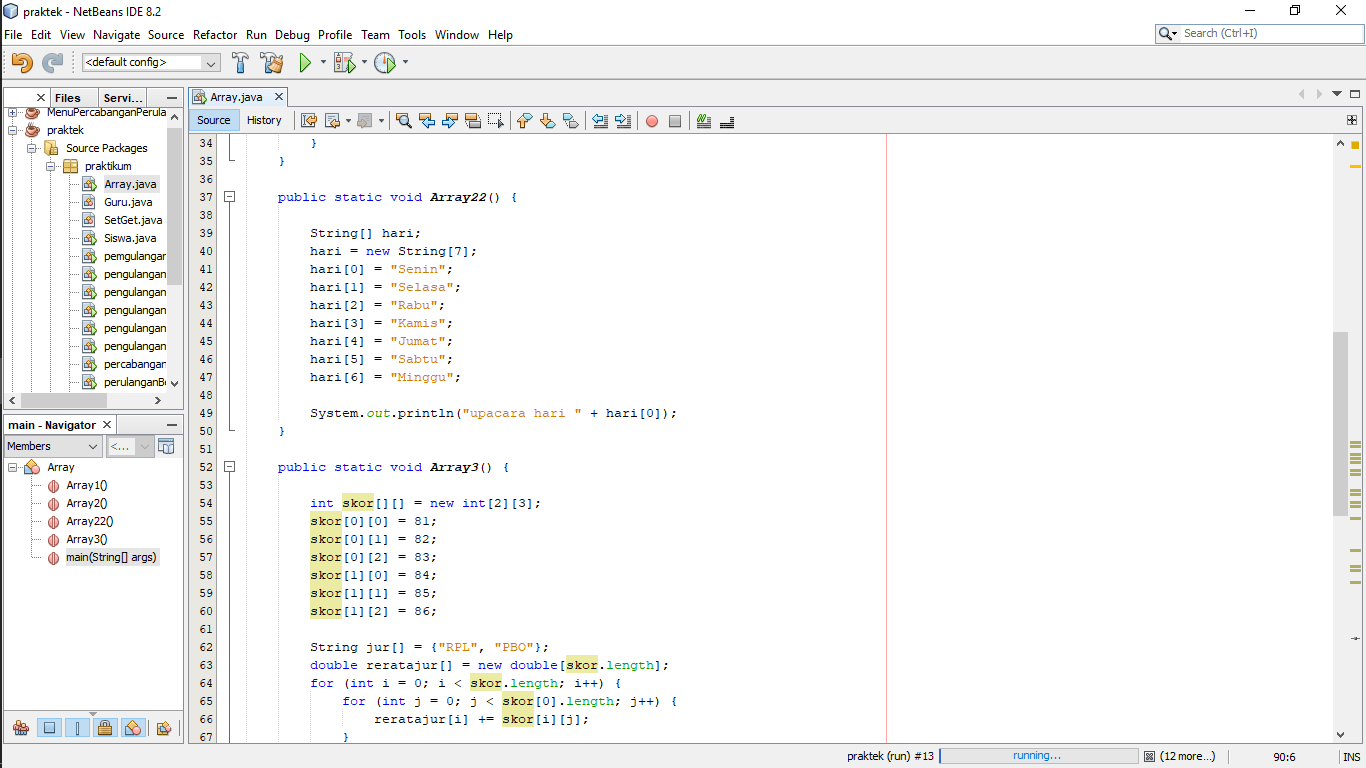 praktek - NetBeans IDE 8.2
File Edit View Navigate Source Refactor Run Debug Profile Team Tools Window Help
Search (Ctrl+I)
<default config>
Files Servi...
MenuPercabanganPerula
praktek
Source Packages
praktikum
Array.java
Guru.java
SetGet.java
Siswa.java
pemgulangan
pengulangan
pengulangan
pengulangan
pengulangan
pengulangan
percabangan
perulanganBe
main - Navigator
Members <...
Array
Array1()
Array2()
Array22()
Array3()
main(String[] args)
Array.java
Source History
34 }
35 }
36
37 public static void Array22() {
38
39 String[] hari;
40 hari = new String[7];
41 hari[0] = "Senin";
42 hari[1] = "Selasa";
43 hari[2] = "Rabu";
44 hari[3] = "Kamis";
45 hari[4] = "Jumat";
46 hari[5] = "Sabtu";
47 hari[6] = "Minggu";
48
49 System.out.println("upacara hari " + hari[0]);
50 }
51
52 public static void Array3() {
53
54 int skor[][] = new int[2][3];
55 skor[0][0] = 81;
56 skor[0][1] = 82;
57 skor[0][2] = 83;
58 skor[1][0] = 84;
59 skor[1][1] = 85;
60 skor[1][2] = 86;
61
62 String jur[] = {"RPL", "PBO"};
63 double reratajur[] = new double[skor.length];
64 for (int i = 0; i < skor.length; i++) {
65 for (int j = 0; j < skor[0].length; j++) {
66 reratajur[i] += skor[i][j];
67 }
praktek (run) #13 running... (12 more...) 90:6 INS